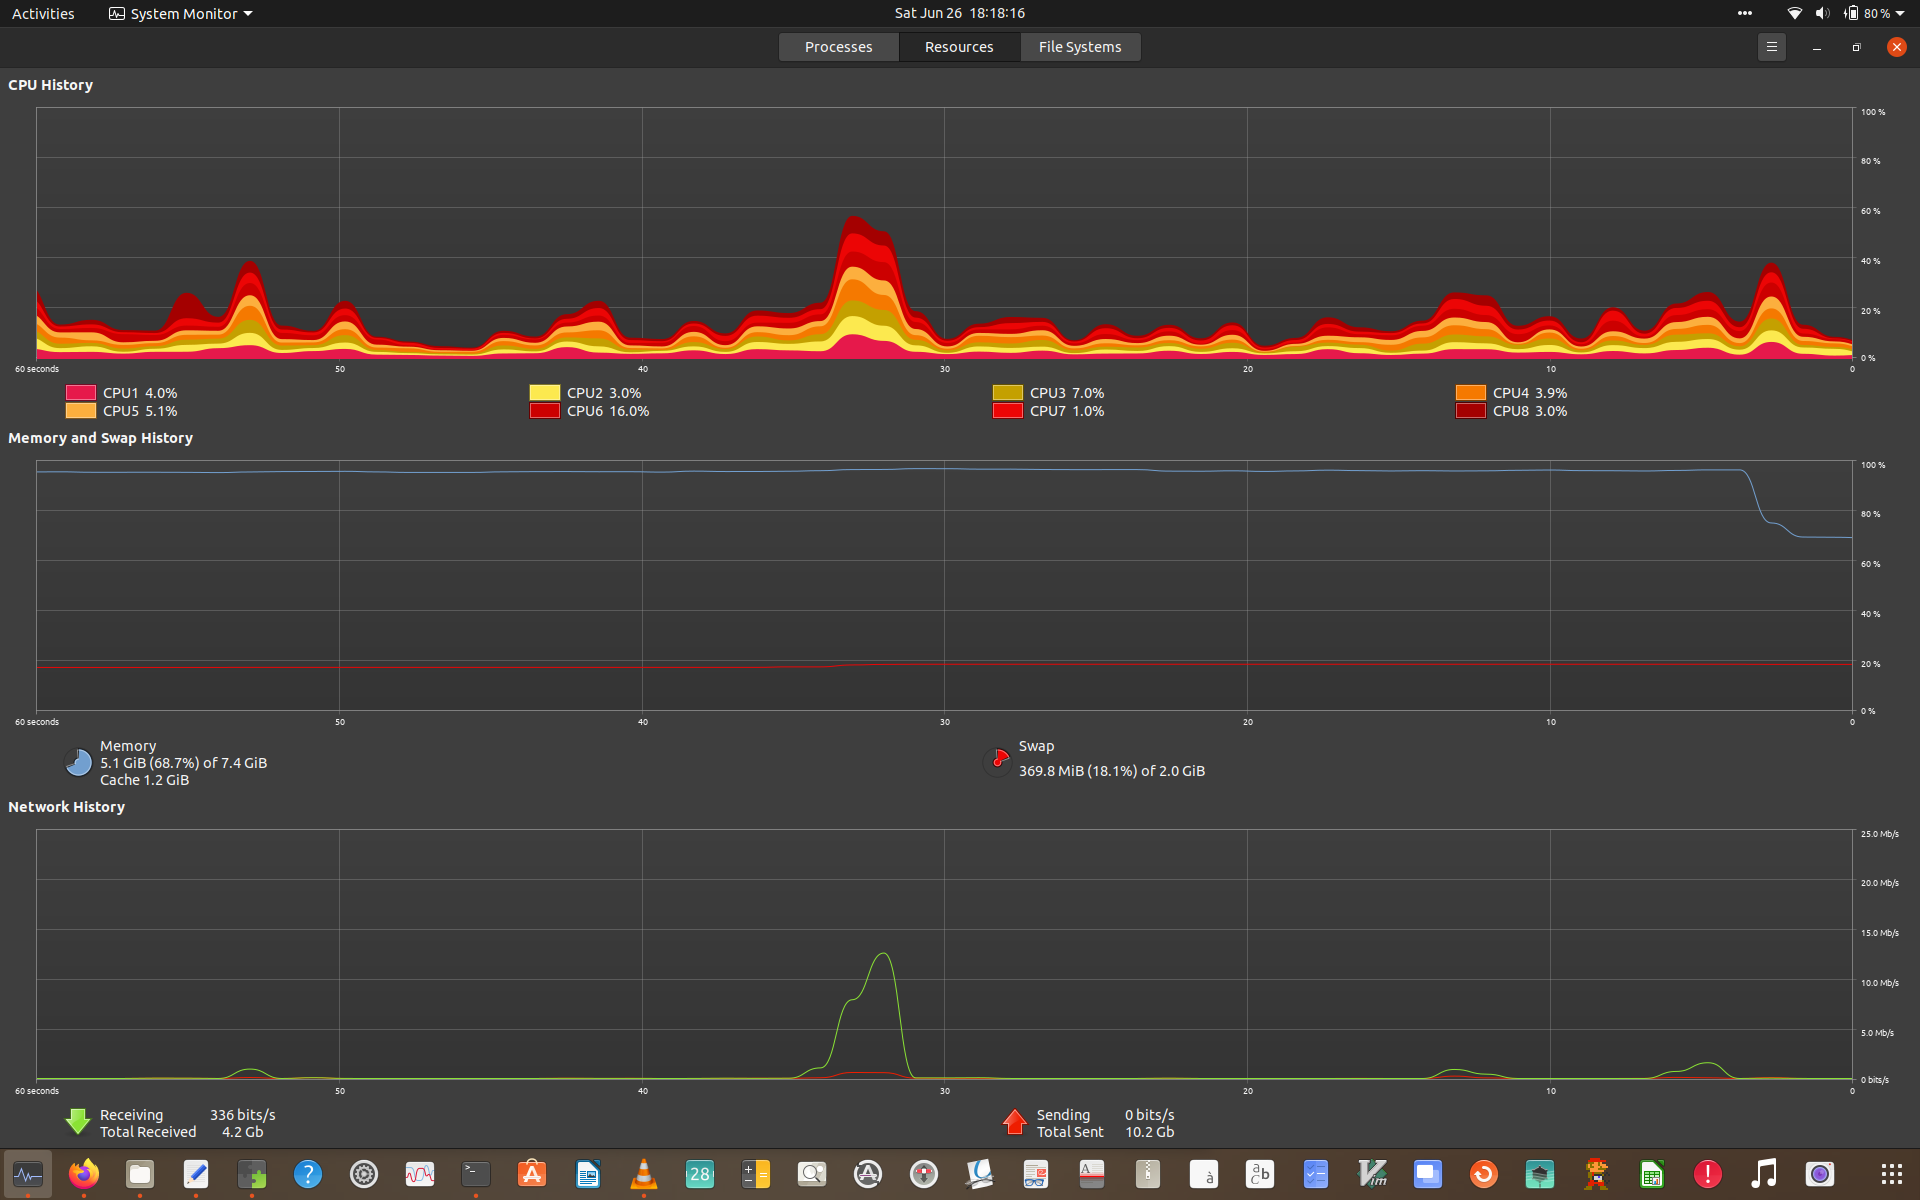 Activities System Monitor Sat Jun 26 18:18:16 80 %
Processes Resources File Systems
CPU History
100 %
80 %
60 %
40 %
20 %
0 %
60 seconds 50 40 30 20 10 0
CPU1 4.0% CPU2 3.0% CPU3 7.0% CPU4 3.9%
CPU5 5.1% CPU6 16.0% CPU7 1.0% CPU8 3.0%
Memory and Swap History
100 %
80 %
60 %
40 %
20 %
0 %
60 seconds 50 40 30 20 10 0
Memory
5.1 GiB (68.7%) of 7.4 GiB
Cache 1.2 GiB
Swap
369.8 MiB (18.1%) of 2.0 GiB
Network History
25.0 Mb/s
20.0 Mb/s
15.0 Mb/s
10.0 Mb/s
5.0 Mb/s
0 bits/s
60 seconds 50 40 30 20 10 0
Receiving 336 bits/s Sending 0 bits/s
Total Received 4.2 Gb Total Sent 10.2 Gb
? >_ A 28 A à a b c Vim !